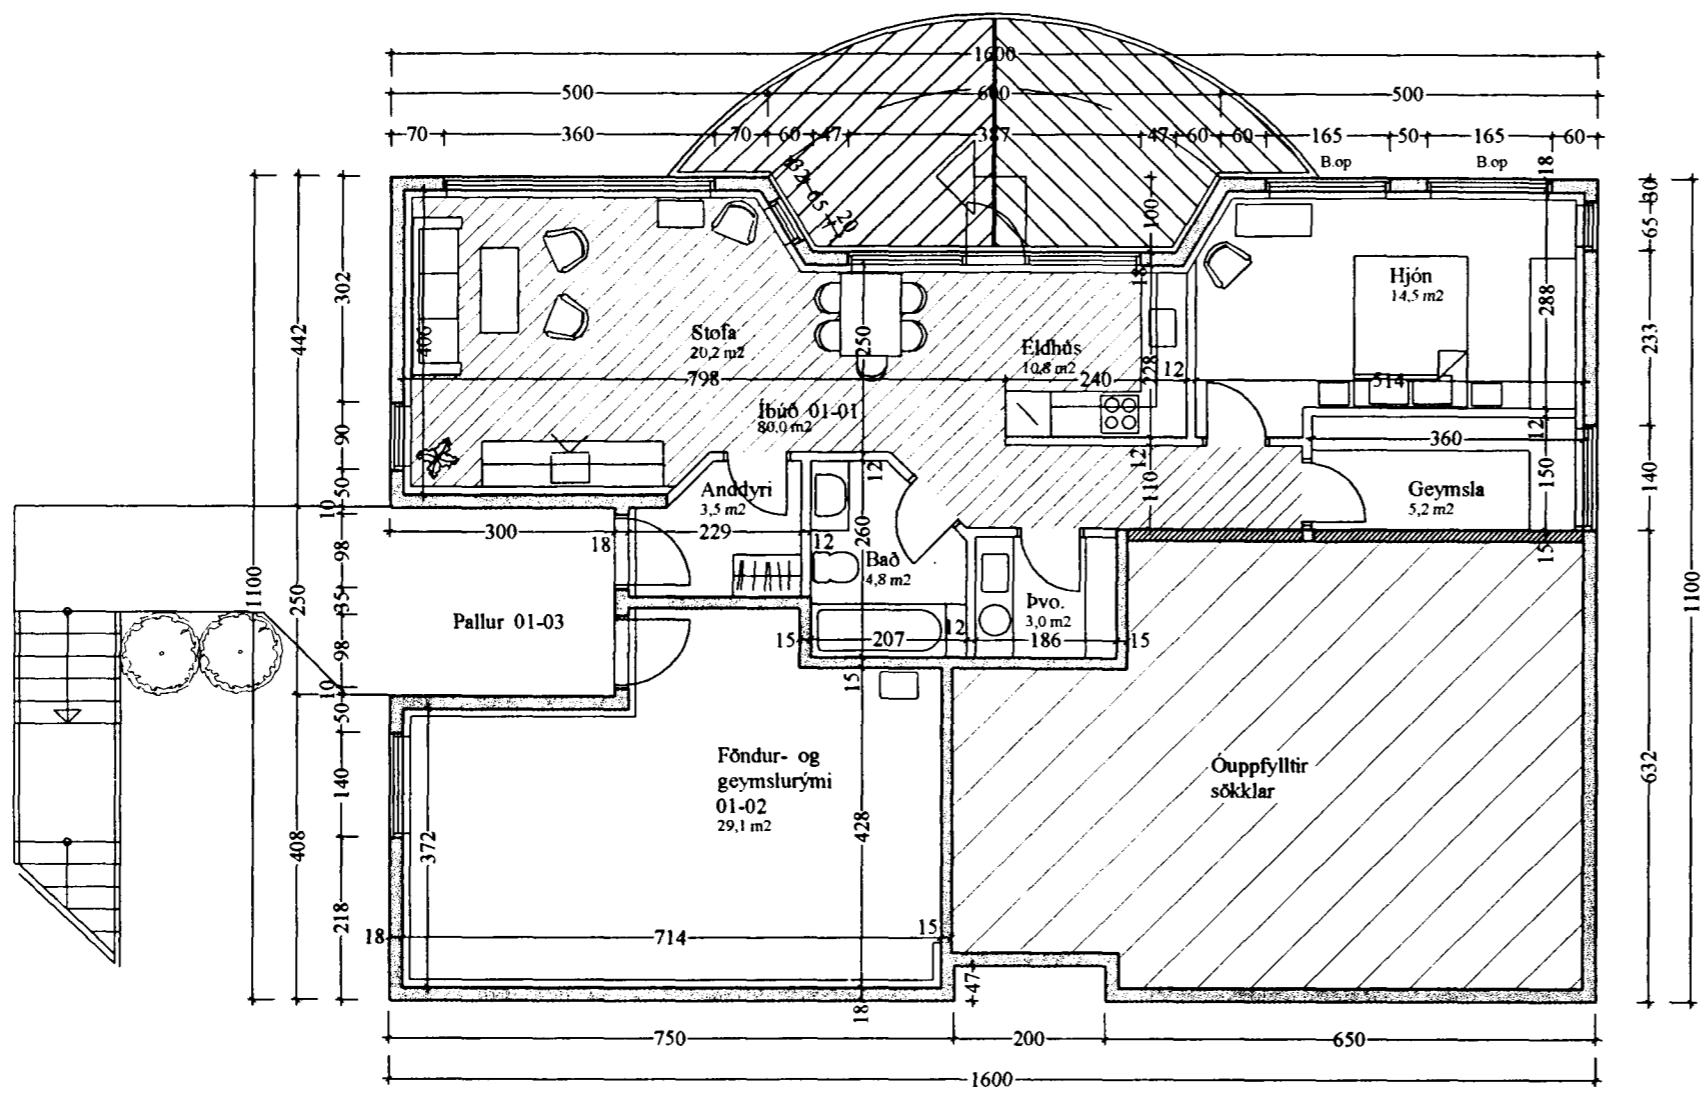 1600
500 600 500
70 360 70 60 47 387 47 60 60 165 50 165 60
B.op B.op
18
32 65 20
100
30
65
302
442
406
Stofa
20,2 m2
250
18
Eldhús
10,8 m2
228
Hjón
14,5 m2
288
233
798 240 12 514
Íbúð 01-01
80,0 m2
90
360
12
12
12
110
150
140
50
10
Anddyri
3,5 m2
Geymsla
5,2 m2
300 18 229 12
260
15
98
Bað
4,8 m2
1100
250
35
Þvo.
3,0 m2
1100
Pallur 01-03
98
15 207 12 186 15
10
15
50
Föndur- og
geymslurými
01-02
29,1 m2
Óuppfylltir
sökklar
632
140
408
372
428
218
18 714 15
47
18
750 200 650
1600